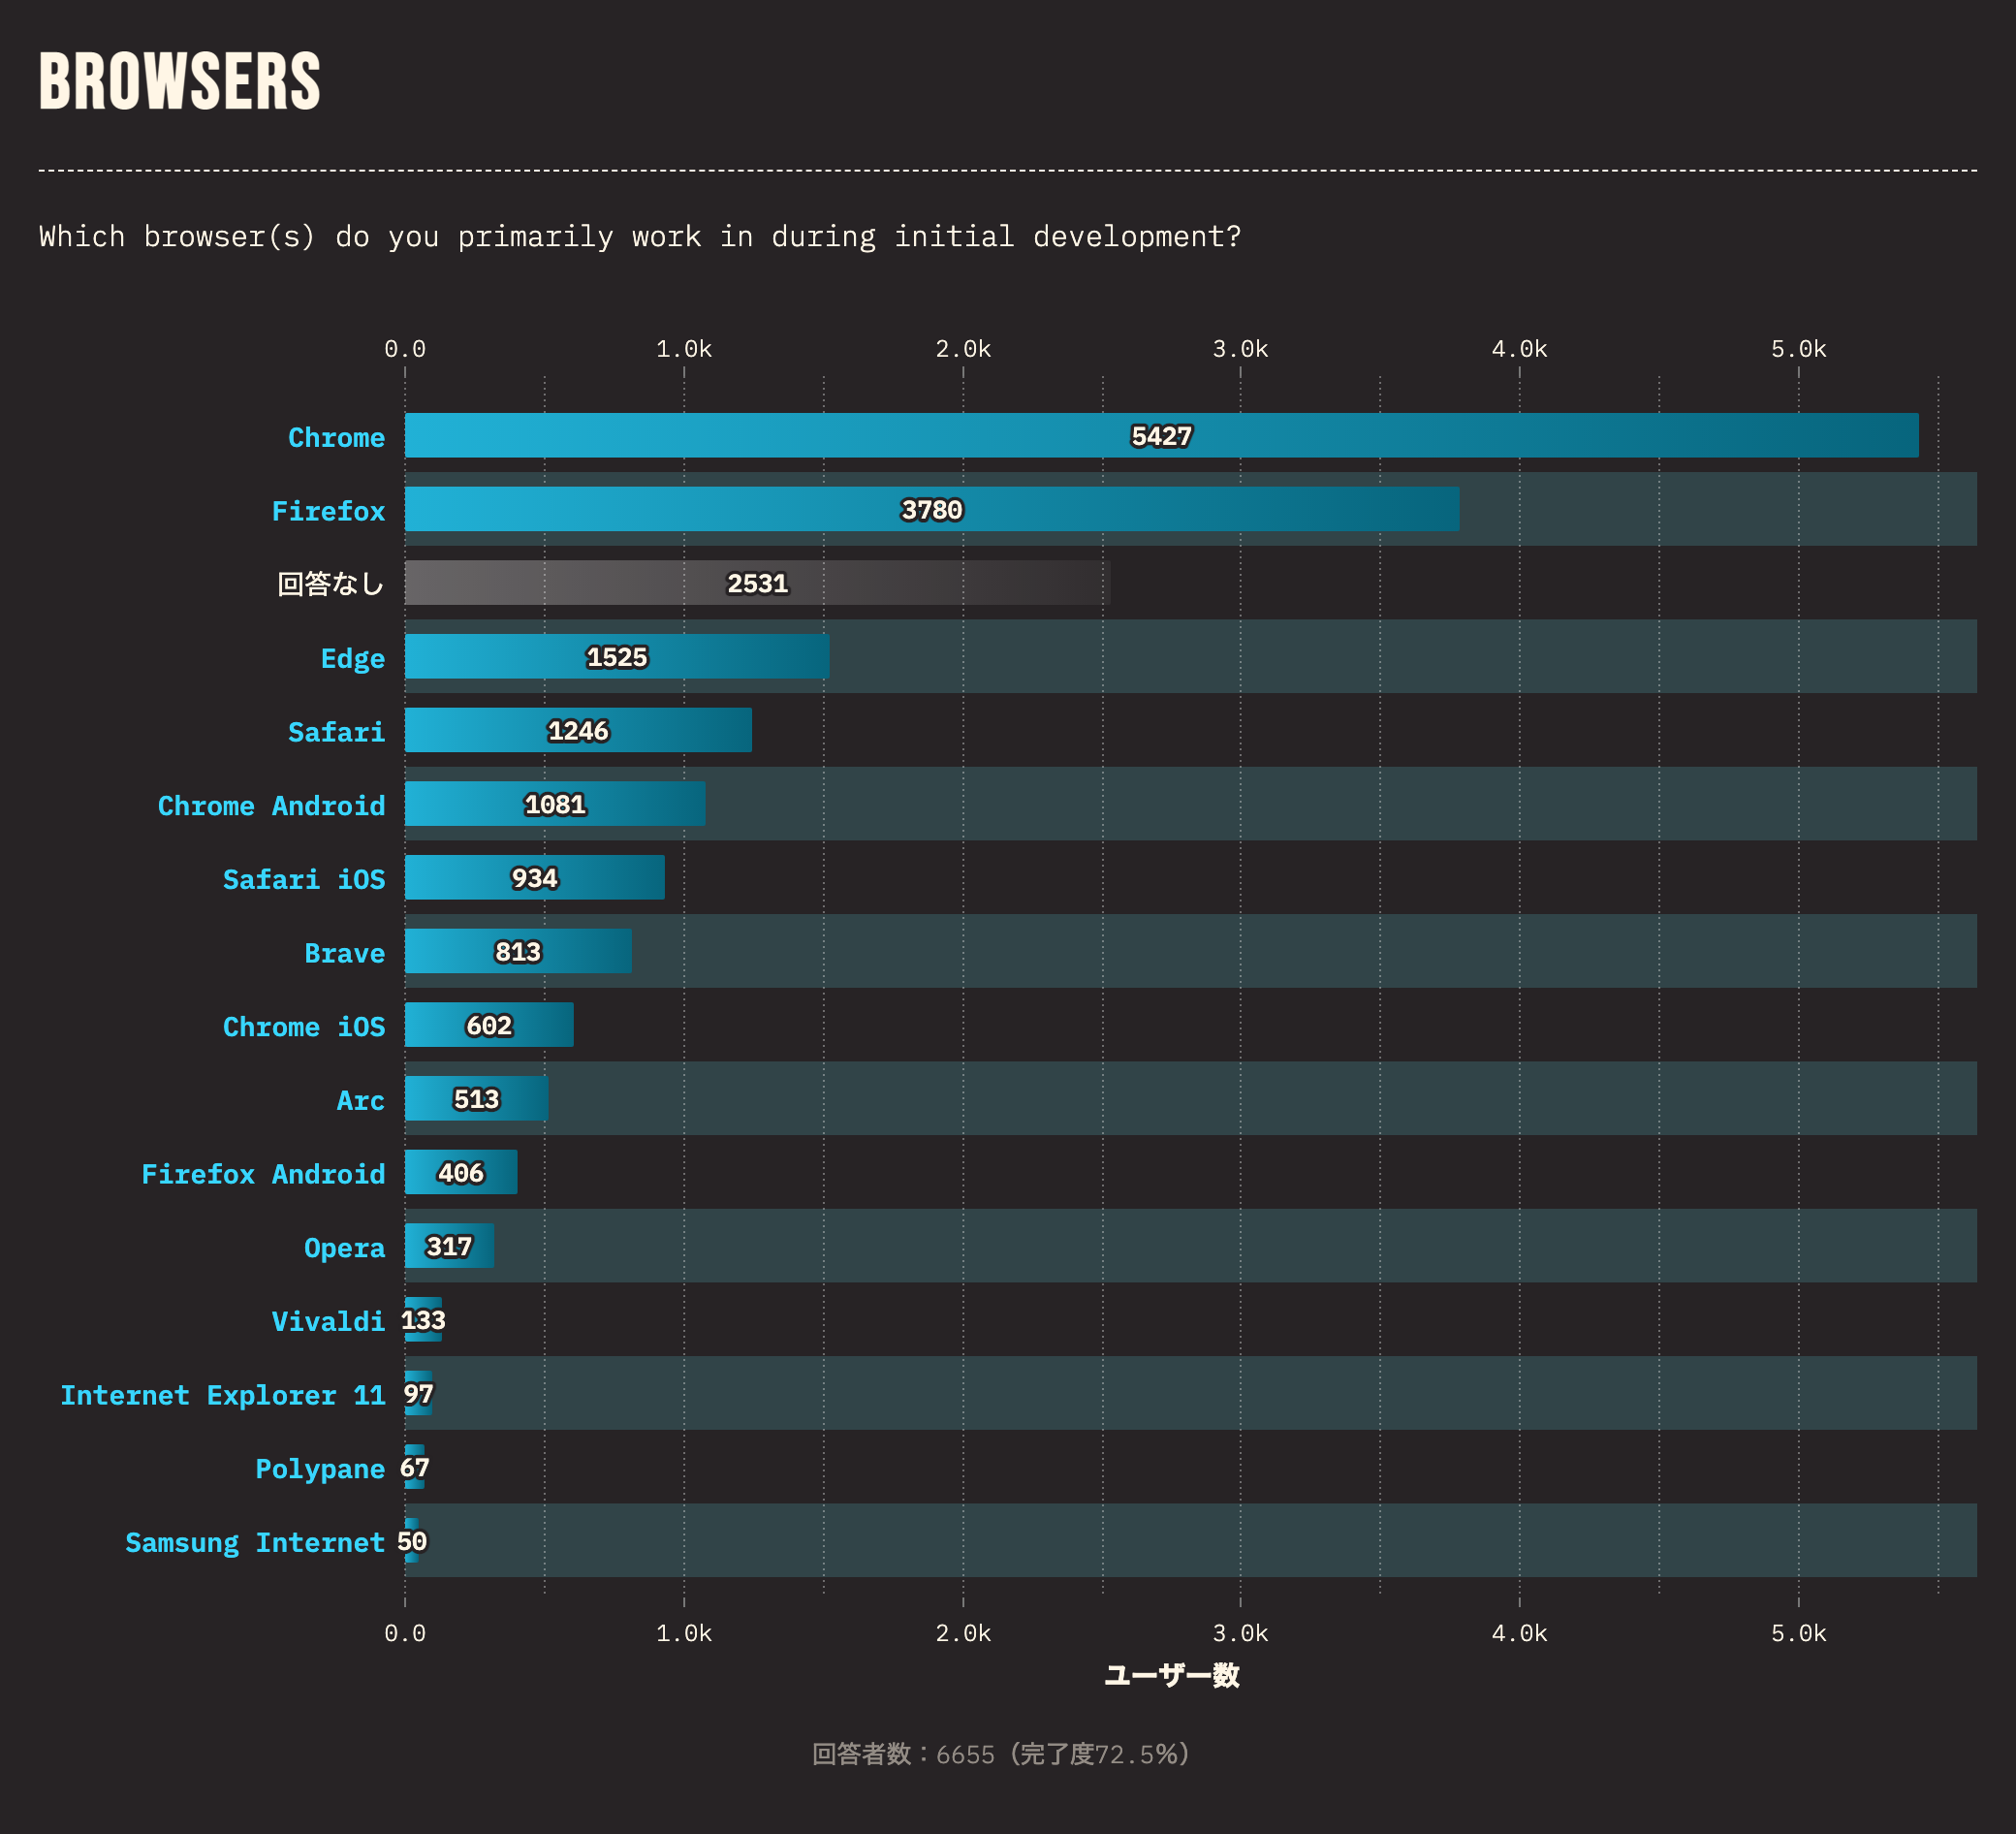 BROWSERS
Which browser(s) do you primarily work in during initial development?
0.0 1.0k 2.0k 3.0k 4.0k 5.0k
Chrome 5427
Firefox 3780
回答なし 2531
Edge 1525
Safari 1246
Chrome Android 1081
Safari iOS 934
Brave 813
Chrome iOS 602
Arc 513
Firefox Android 406
Opera 317
Vivaldi 133
Internet Explorer 11 97
Polypane 67
Samsung Internet 50
0.0 1.0k 2.0k 3.0k 4.0k 5.0k
ユーザー数
回答者数：6655（完了度72.5%）